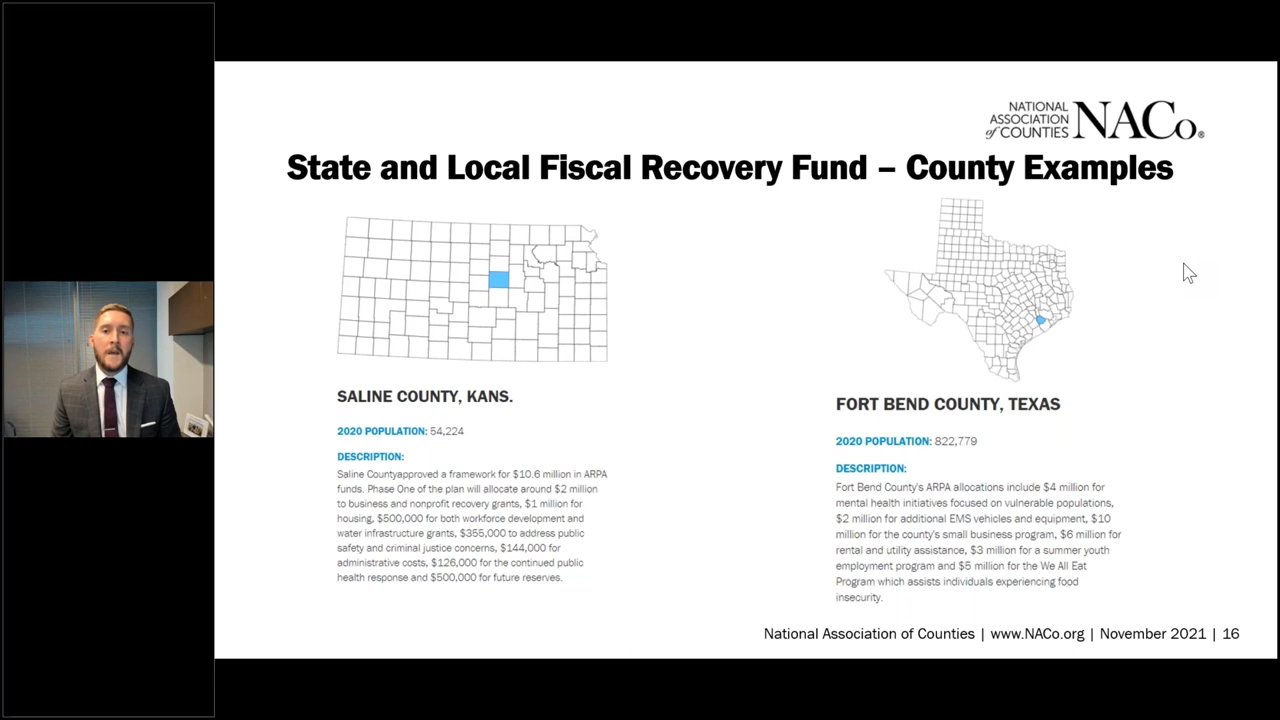 NATIONAL
ASSOCIATION
of COUNTIES
NACo®
State and Local Fiscal Recovery Fund – County Examples
SALINE COUNTY, KANS.
2020 POPULATION: 54,224
DESCRIPTION:
Saline Countyapproved a framework for $10.6 million in ARPA
funds. Phase One of the plan will allocate around $2 million
to business and nonprofit recovery grants, $1 million for
housing, $500,000 for both workforce development and
water infrastructure grants, $355,000 to address public
safety and criminal justice concerns, $144,000 for
administrative costs, $126,000 for the continued public
health response and $500,000 for future reserves.
FORT BEND COUNTY, TEXAS
2020 POPULATION: 822,779
DESCRIPTION:
Fort Bend County's ARPA allocations include $4 million for
mental health initiatives focused on vulnerable populations,
$2 million for additional EMS vehicles and equipment, $10
million for the county's small business program, $6 million for
rental and utility assistance, $3 million for a summer youth
employment program and $5 million for the We All Eat
Program which assists individuals experiencing food
insecurity.
National Association of Counties | www.NACo.org | November 2021 | 16